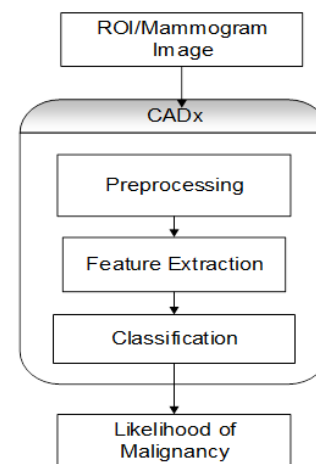 ROI/Mammogram
Image
CADx
Preprocessing
Feature Extraction
Classification
Likelihood of
Malignancy